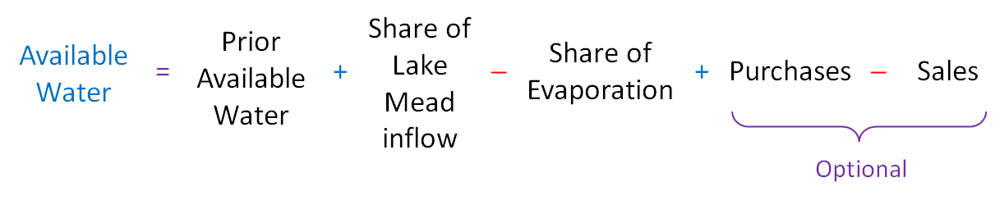 Available
Water
=
Prior
Available
Water
+
Share of
Lake
Mead
inflow
–
Share of
Evaporation
+
Purchases
–
Sales
Optional